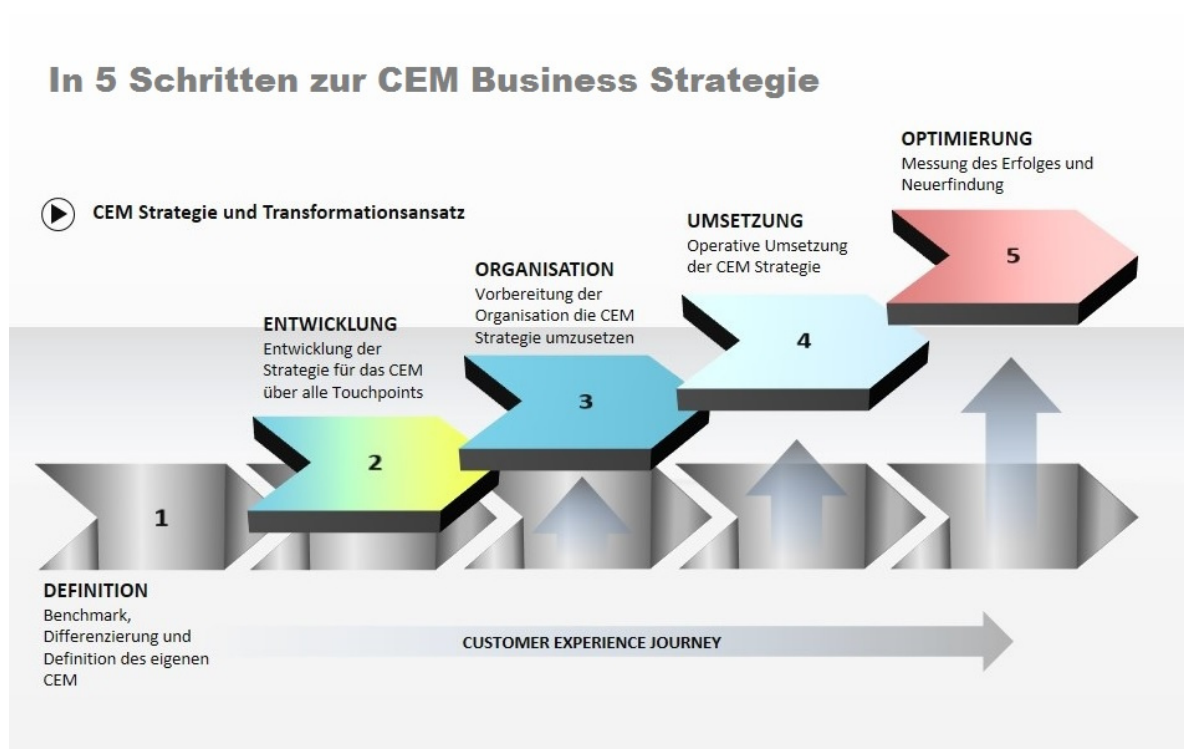 In 5 Schritten zur CEM Business Strategie
CEM Strategie und Transformationsansatz
1
DEFINITION
Benchmark,
Differenzierung und
Definition des eigenen
CEM
ENTWICKLUNG
Entwicklung der
Strategie für das CEM
über alle Touchpoints
2
ORGANISATION
Vorbereitung der
Organisation die CEM
Strategie umzusetzen
3
UMSETZUNG
Operative Umsetzung
der CEM Strategie
4
OPTIMIERUNG
Messung des Erfolges und
Neuerfindung
5
CUSTOMER EXPERIENCE JOURNEY